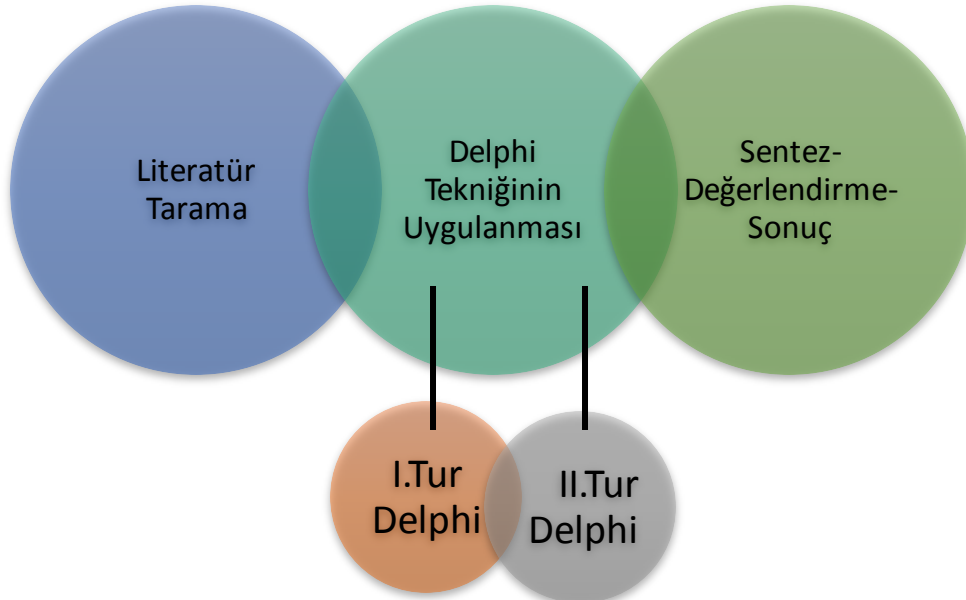 Literatür
Tarama
Delphi
Tekniğinin
Uygulanması
Sentez-
Değerlendirme-
Sonuç
I.Tur
Delphi
II.Tur
Delphi